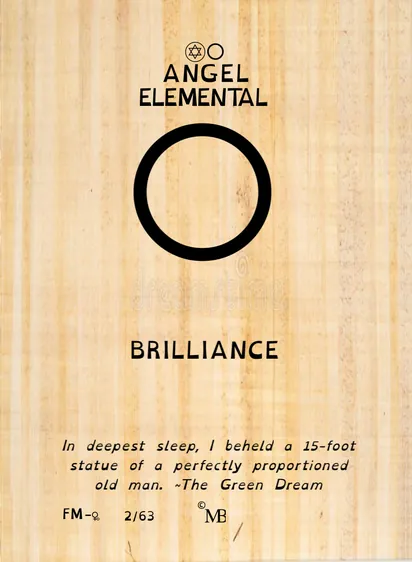 ANGEL
ELEMENTAL
BRILLIANCE
In deepest sleep, I beheld a 15-foot
statue of a perfectly proportioned
old man. ~The Green Dream
FM-♀ 2/63 ©MB